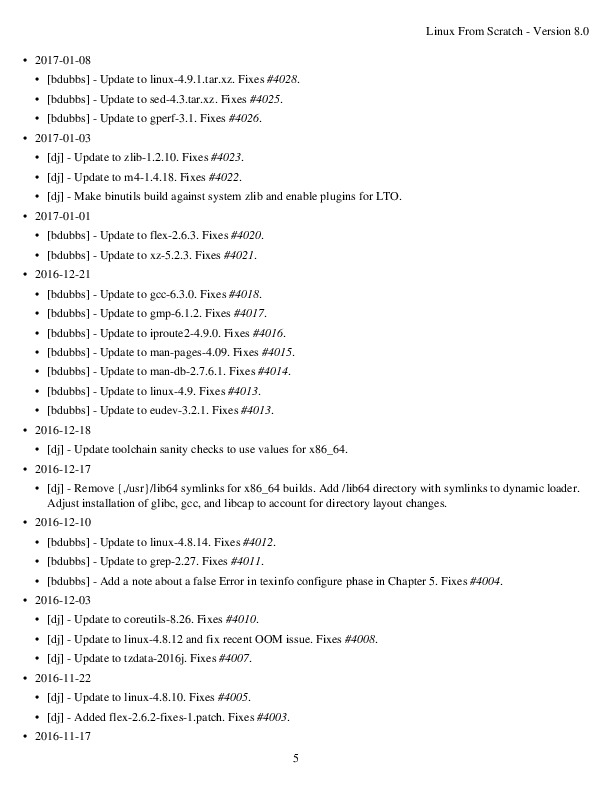 Linux From Scratch - Version 8.0
• 2017-01-08
• [bdubbs] - Update to linux-4.9.1.tar.xz. Fixes #4028.
• [bdubbs] - Update to sed-4.3.tar.xz. Fixes #4025.
• [bdubbs] - Update to gperf-3.1. Fixes #4026.
• 2017-01-03
• [dj] - Update to zlib-1.2.10. Fixes #4023.
• [dj] - Update to m4-1.4.18. Fixes #4022.
• [dj] - Make binutils build against system zlib and enable plugins for LTO.
• 2017-01-01
• [bdubbs] - Update to flex-2.6.3. Fixes #4020.
• [bdubbs] - Update to xz-5.2.3. Fixes #4021.
• 2016-12-21
• [bdubbs] - Update to gcc-6.3.0. Fixes #4018.
• [bdubbs] - Update to gmp-6.1.2. Fixes #4017.
• [bdubbs] - Update to iproute2-4.9.0. Fixes #4016.
• [bdubbs] - Update to man-pages-4.09. Fixes #4015.
• [bdubbs] - Update to man-db-2.7.6.1. Fixes #4014.
• [bdubbs] - Update to linux-4.9. Fixes #4013.
• [bdubbs] - Update to eudev-3.2.1. Fixes #4013.
• 2016-12-18
• [dj] - Update toolchain sanity checks to use values for x86_64.
• 2016-12-17
• [dj] - Remove {,/usr}/lib64 symlinks for x86_64 builds. Add /lib64 directory with symlinks to dynamic loader.
Adjust installation of glibc, gcc, and libcap to account for directory layout changes.
• 2016-12-10
• [bdubbs] - Update to linux-4.8.14. Fixes #4012.
• [bdubbs] - Update to grep-2.27. Fixes #4011.
• [bdubbs] - Add a note about a false Error in texinfo configure phase in Chapter 5. Fixes #4004.
• 2016-12-03
• [dj] - Update to coreutils-8.26. Fixes #4010.
• [dj] - Update to linux-4.8.12 and fix recent OOM issue. Fixes #4008.
• [dj] - Update to tzdata-2016j. Fixes #4007.
• 2016-11-22
• [dj] - Update to linux-4.8.10. Fixes #4005.
• [dj] - Added flex-2.6.2-fixes-1.patch. Fixes #4003.
• 2016-11-17
5